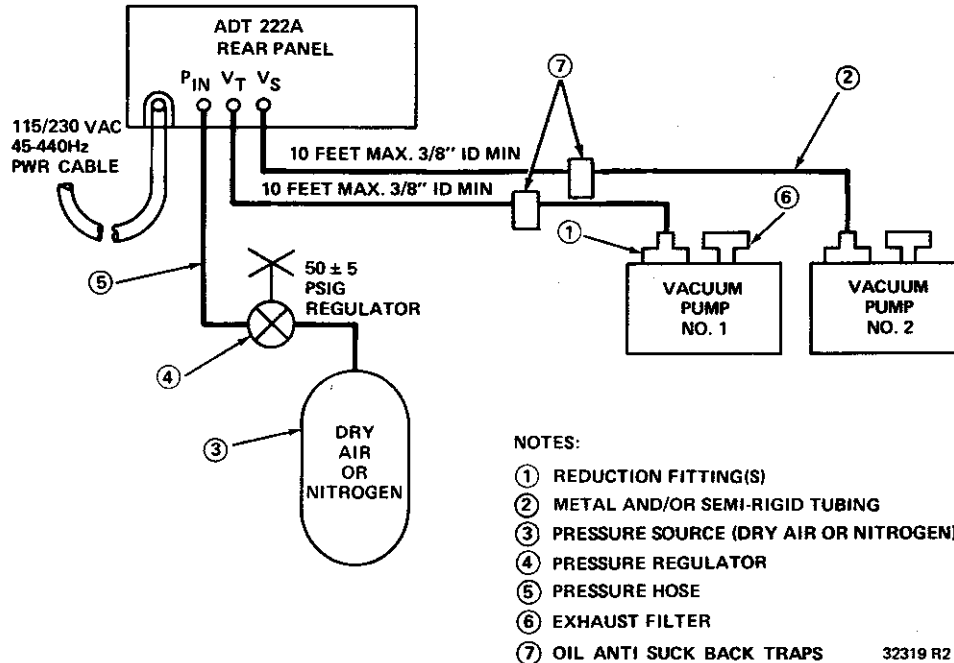 ADT 222A
REAR PANEL
PIN VT VS
115/230 VAC
45-440Hz
PWR CABLE
10 FEET MAX. 3/8" ID MIN
10 FEET MAX. 3/8" ID MIN
7
2
1
6
5
50 ± 5
PSIG
REGULATOR
4
VACUUM
PUMP
NO. 1
VACUUM
PUMP
NO. 2
3
DRY
AIR
OR
NITROGEN
NOTES:
1 REDUCTION FITTING(S)
2 METAL AND/OR SEMI-RIGID TUBING
3 PRESSURE SOURCE (DRY AIR OR NITROGEN)
4 PRESSURE REGULATOR
5 PRESSURE HOSE
6 EXHAUST FILTER
7 OIL ANTI SUCK BACK TRAPS 32319 R2